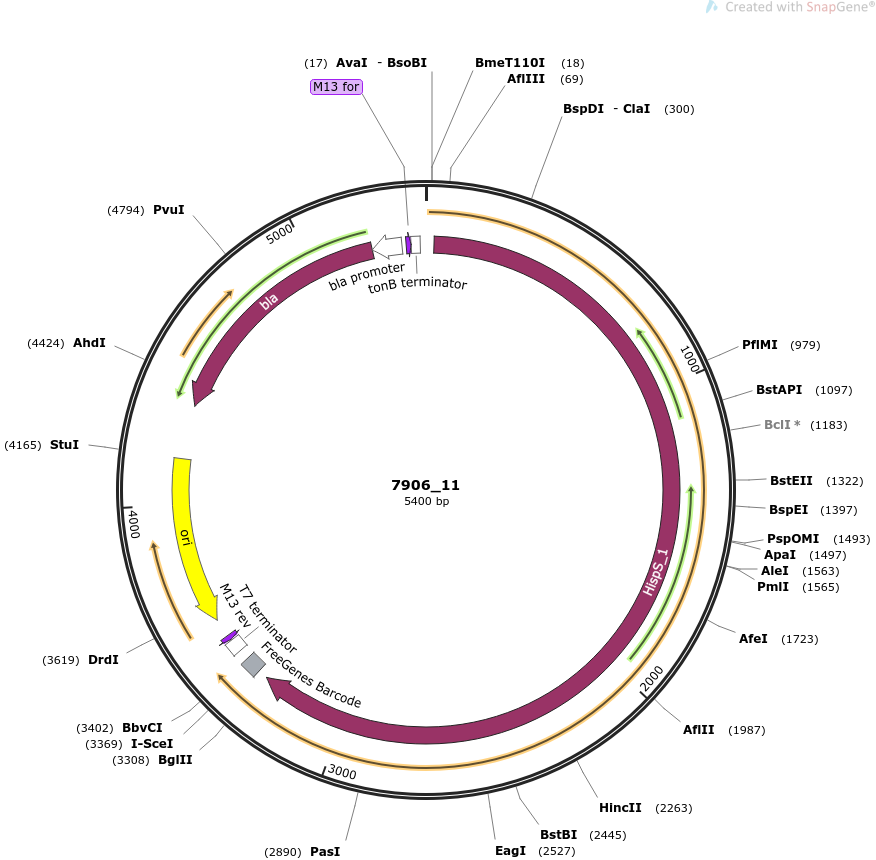 Created with SnapGene®
(17) AvaI - BsoBI
BmeT110I (18)
M13 for
AflIII (69)
BspDI - ClaI (300)
(4794) PvuI
5000
bla promoter
tonB terminator
bla
(4424) AhdI
PflMI (979)
1000
BstAPI (1097)
BclI * (1183)
(4165) StuI
7906_11
5400 bp
BstEII (1322)
BspEI (1397)
4000
ori
PspOMI (1493)
ApaI (1497)
AleI (1563)
PmlI (1565)
HispS_1
M13 rev
T7 terminator
FreeGenes Barcode
AfeI (1723)
(3619) DrdI
2000
(3402) BbvCI
(3369) I-SceI
(3308) BglII
AflII (1987)
3000
HincII (2263)
BstBI (2445)
(2890) PasI
EagI (2527)